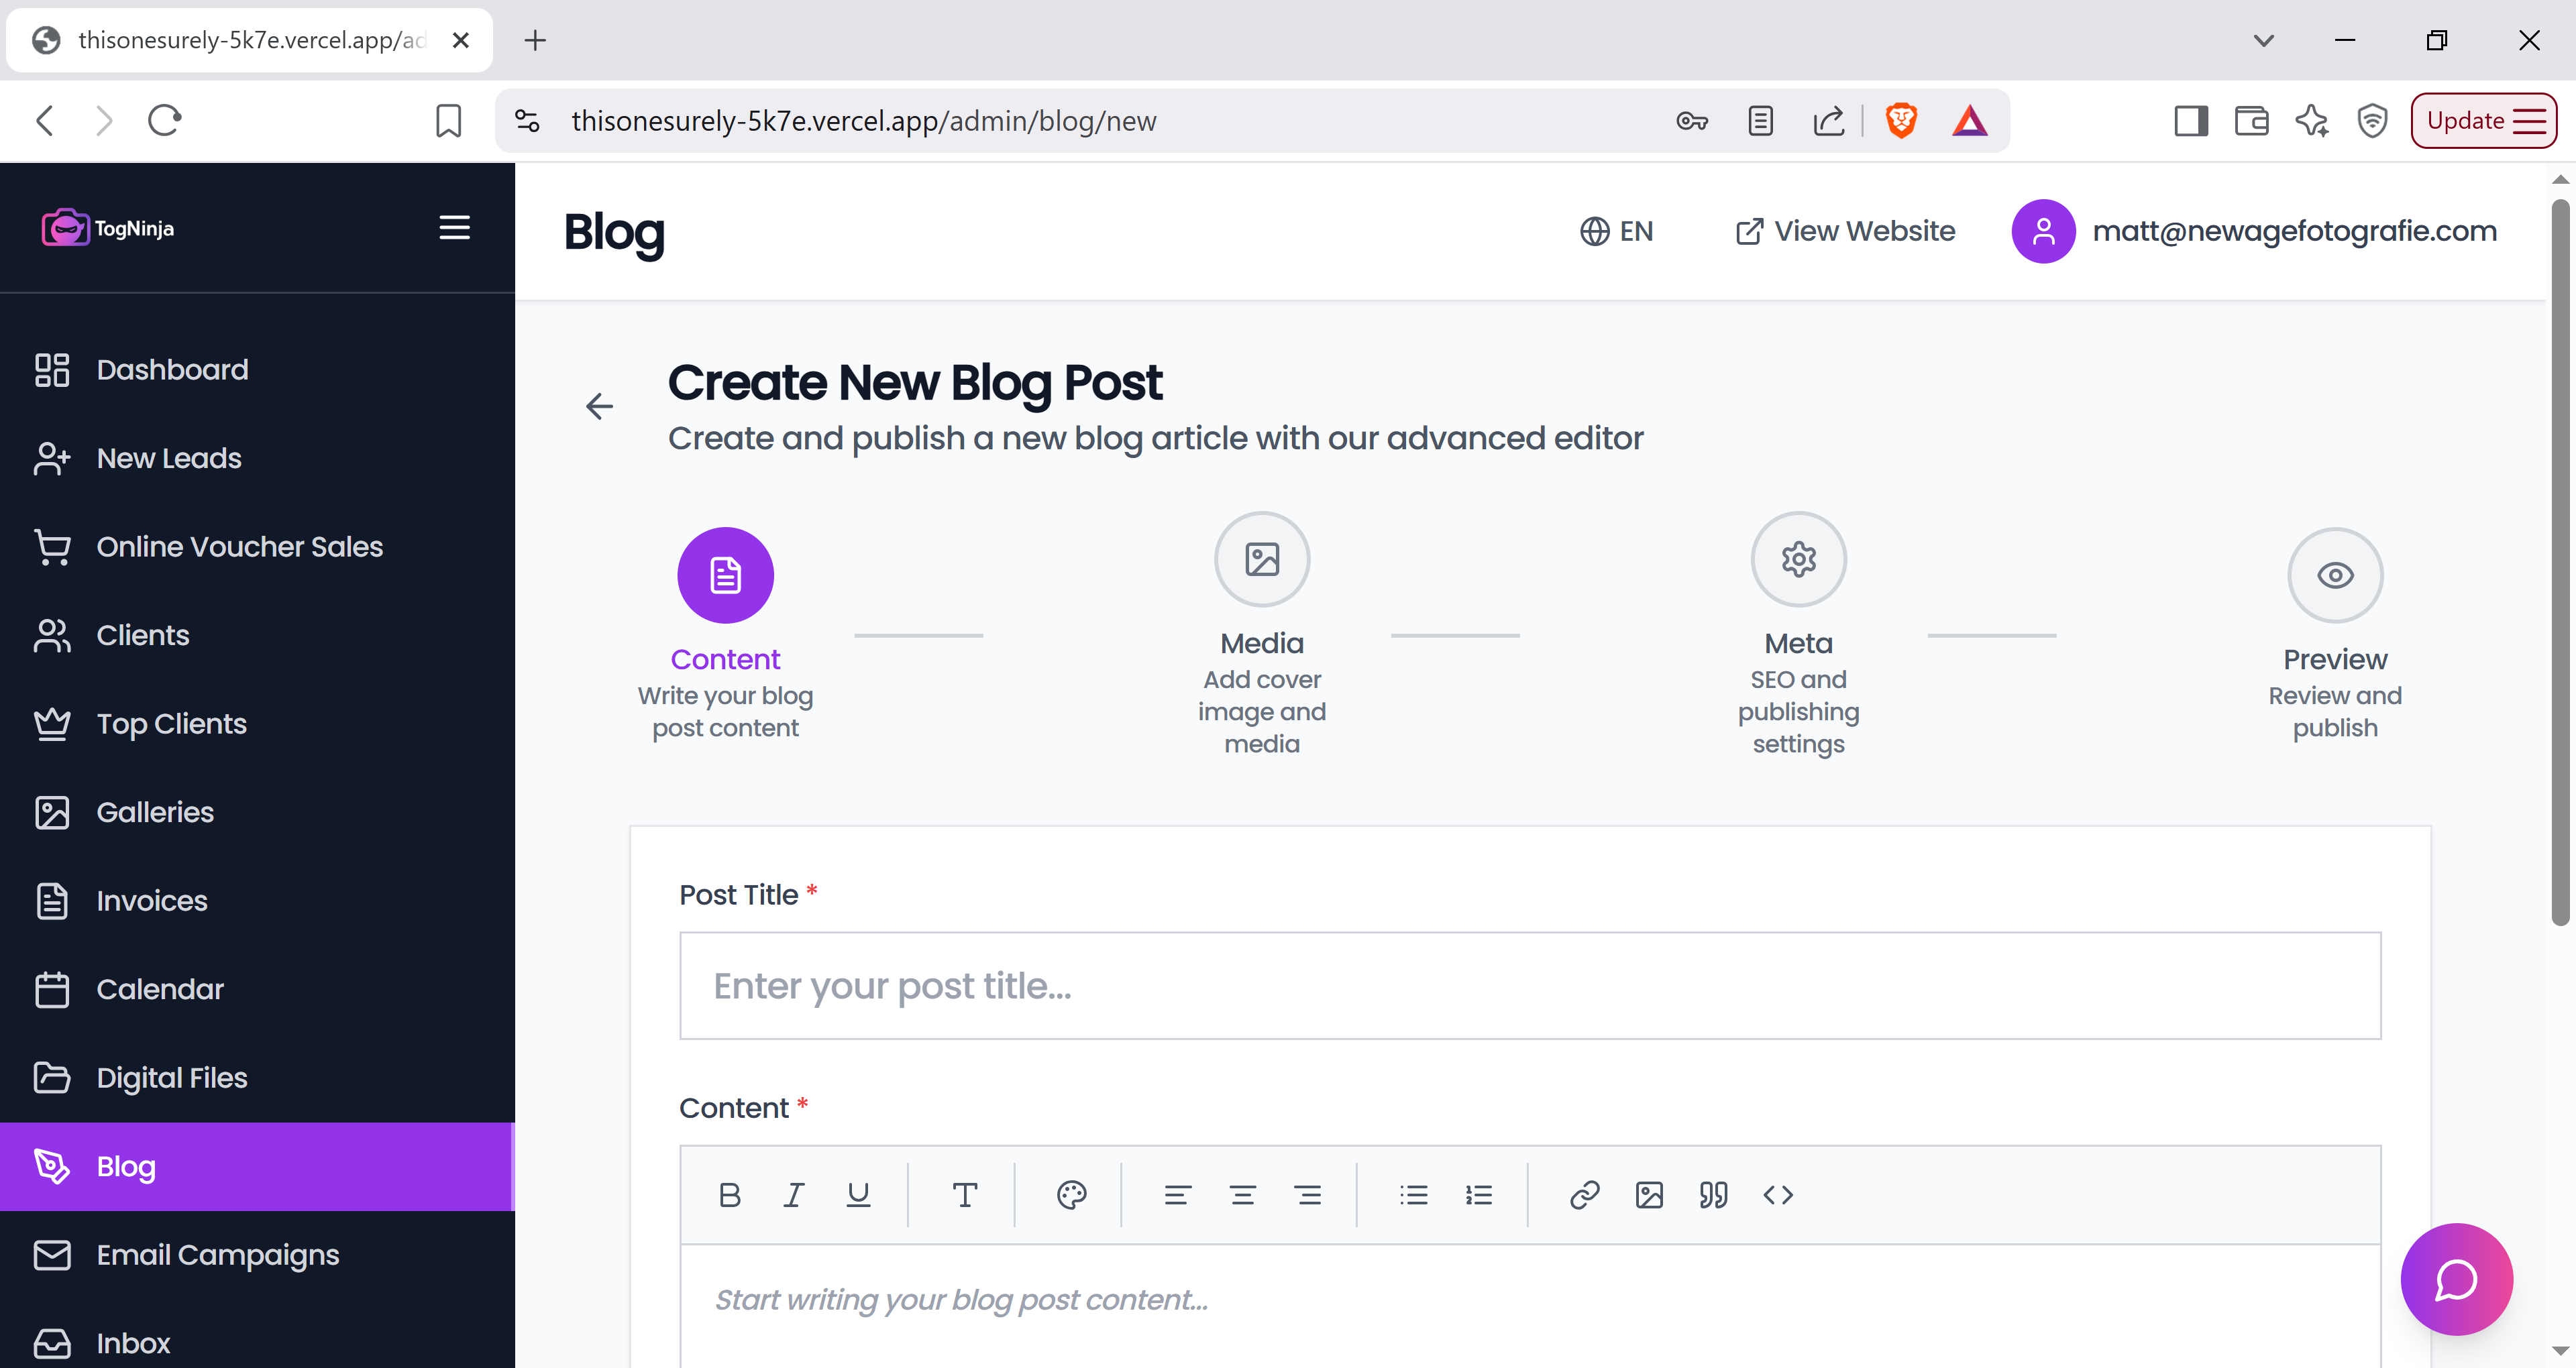 thisonesurely-5k7e.vercel.app/ad
thisonesurely-5k7e.vercel.app/admin/blog/new
Update
TogNinja
Blog
EN
View Website
matt@newagefotografie.com
Dashboard
New Leads
Online Voucher Sales
Clients
Top Clients
Galleries
Invoices
Calendar
Digital Files
Blog
Email Campaigns
Inbox
Create New Blog Post
Create and publish a new blog article with our advanced editor
Content
Write your blog
post content
Media
Add cover
image and
media
Meta
SEO and
publishing
settings
Preview
Review and
publish
Post Title *
Enter your post title...
Content *
Start writing your blog post content...